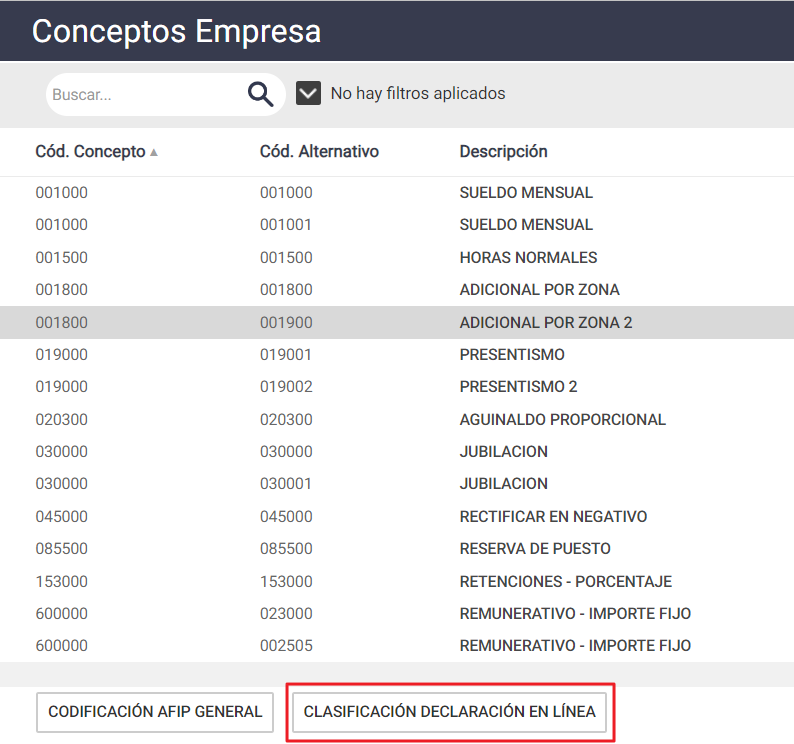 Conceptos Empresa
Buscar... No hay filtros aplicados
Cód. Concepto Cód. Alternativo Descripción
001000 001000 SUELDO MENSUAL
001000 001001 SUELDO MENSUAL
001500 001500 HORAS NORMALES
001800 001800 ADICIONAL POR ZONA
001800 001900 ADICIONAL POR ZONA 2
019000 019001 PRESENTISMO
019000 019002 PRESENTISMO 2
020300 020300 AGUINALDO PROPORCIONAL
030000 030000 JUBILACION
030000 030001 JUBILACION
045000 045000 RECTIFICAR EN NEGATIVO
085500 085500 RESERVA DE PUESTO
153000 153000 RETENCIONES - PORCENTAJE
600000 023000 REMUNERATIVO - IMPORTE FIJO
600000 002505 REMUNERATIVO - IMPORTE FIJO
CODIFICACIÓN AFIP GENERAL CLASIFICACIÓN DECLARACIÓN EN LÍNEA